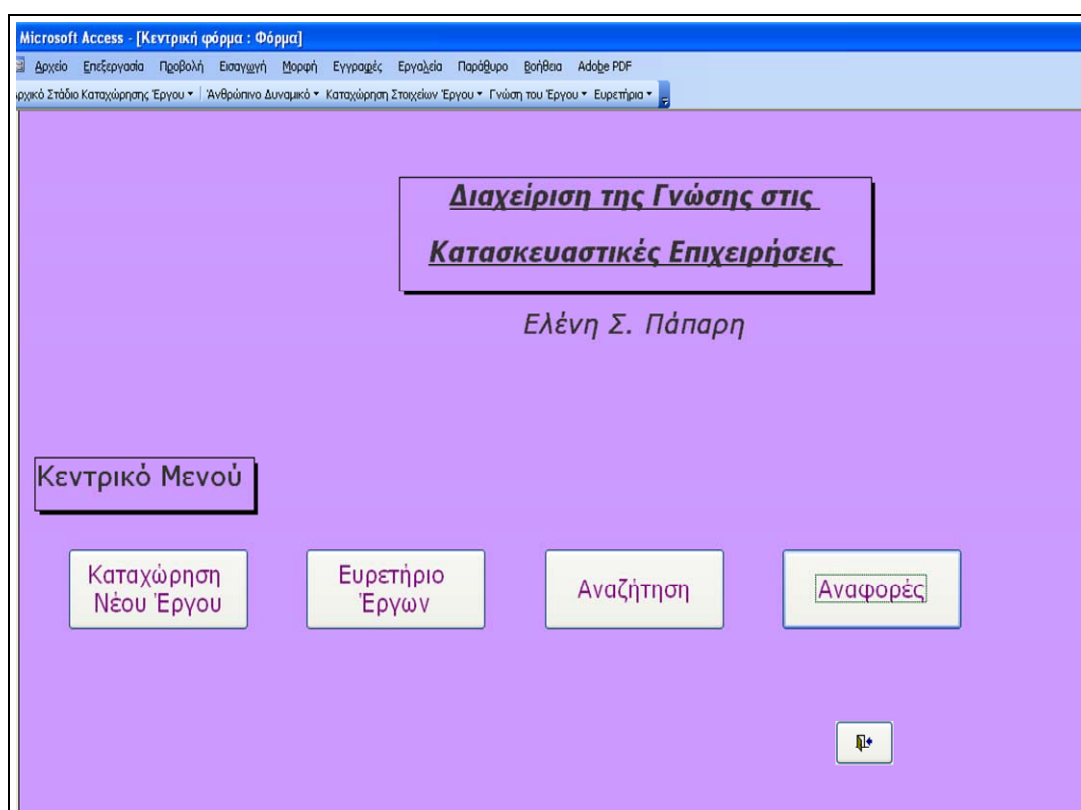 Microsoft Access - [Κεντρική φόρμα : Φόρμα]
Αρχείο Επεξεργασία Προβολή Εισαγωγή Μορφή Εγγραφές Εργαλεία Παράθυρο Βοήθεια Adobe PDF
ρχικό Στάδιο Καταχώρησης Έργου Άνθρώπινο Δυναμικό Καταχώρηση Στοιχείων Έργου Γνώση του Έργου Ευρετήρια
Διαχείριση της Γνώσης στις
Κατασκευαστικές Επιχειρήσεις
Ελένη Σ. Πάπαρη
Κεντρικό Μενού
Καταχώρηση
Νέου Έργου
Ευρετήριο
Έργων
Αναζήτηση
Αναφορές